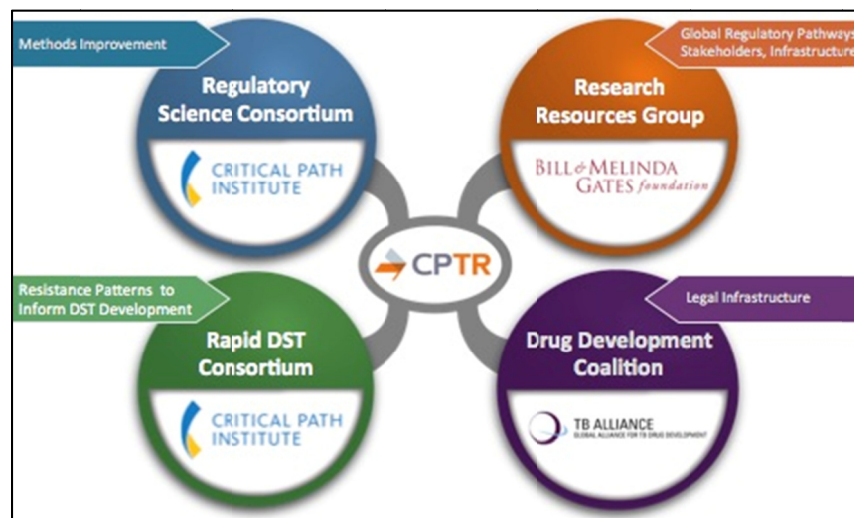 Methods Improvement
Global Regulatory Pathways
Stakeholders, Infrastructure
Regulatory
Science Consortium
CRITICAL PATH
INSTITUTE
Research
Resources Group
BILL & MELINDA
GATES foundation
CPTR
Resistance Patterns to
Inform DST Development
Legal Infrastructure
Rapid DST
Consortium
CRITICAL PATH
INSTITUTE
Drug Development
Coalition
TB ALLIANCE
GLOBAL ALLIANCE FOR TB DRUG DEVELOPMENT